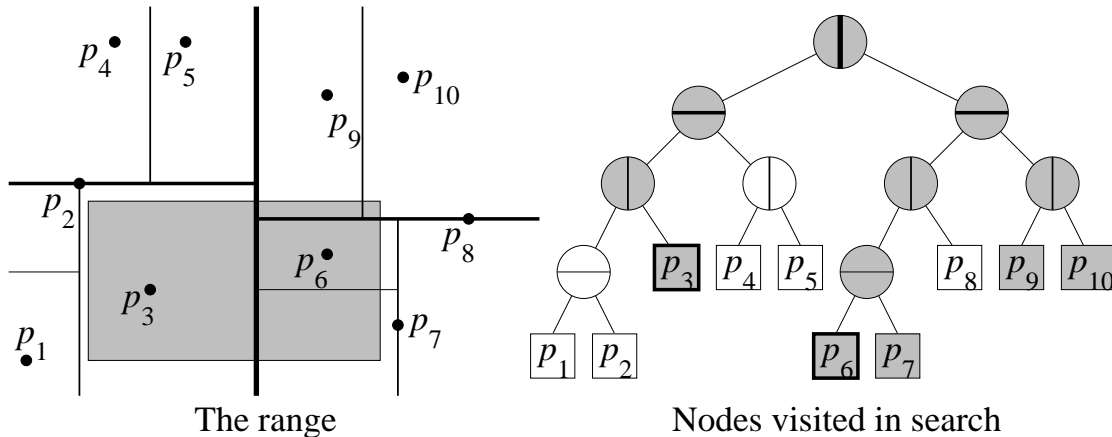 p4 p5
p10
p9
p2
p8
p6
p3
p7
p1
p3 p4 p5 p8 p9 p10
p1 p2 p6 p7
The range
Nodes visited in search